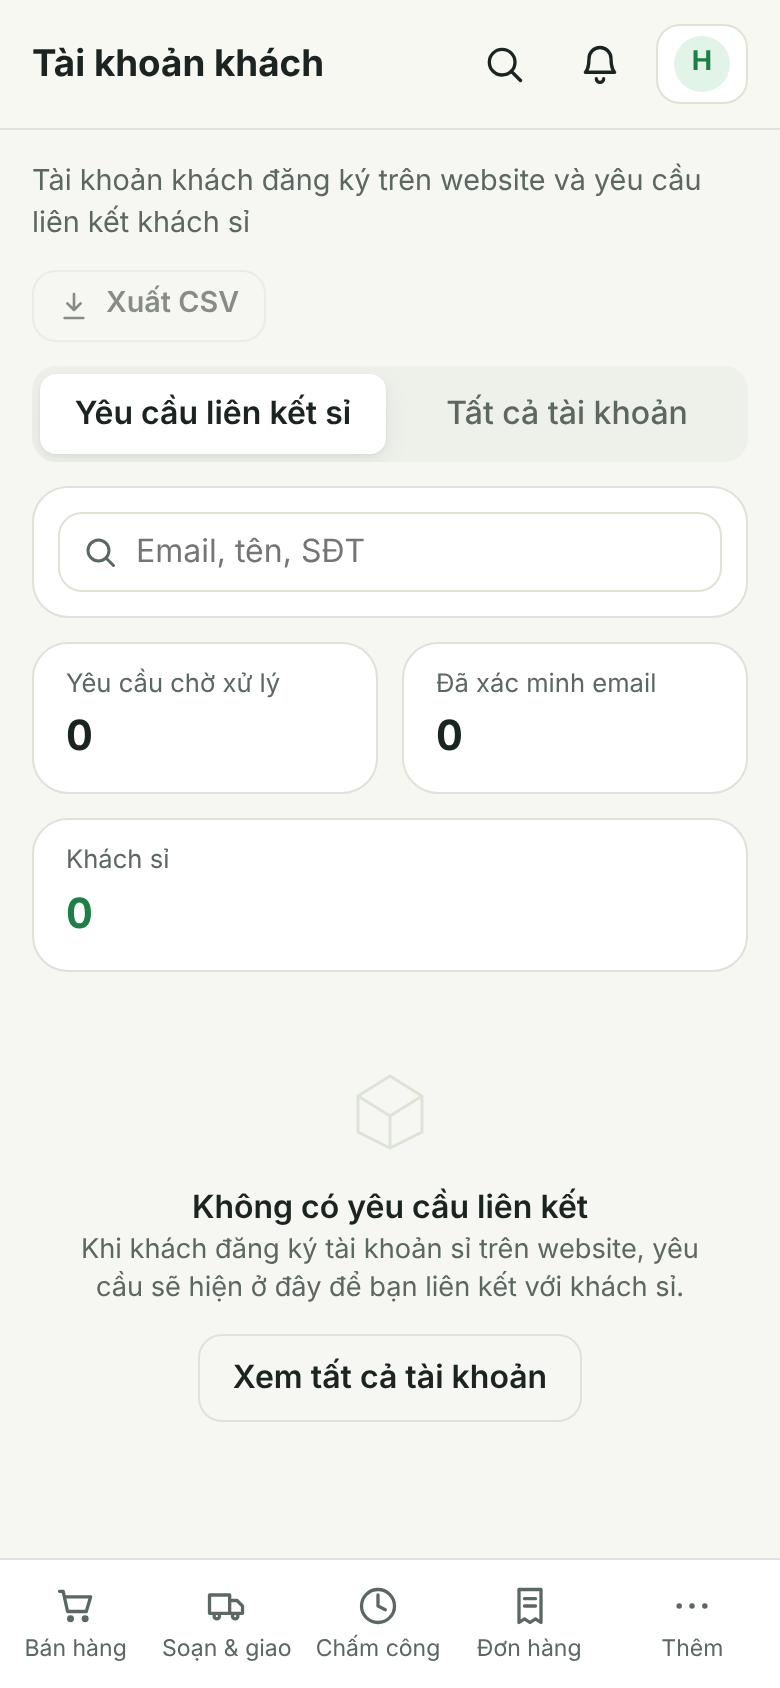 Tài khoản khách
H
Tài khoản khách đăng ký trên website và yêu cầu
liên kết khách sỉ
Xuất CSV
Yêu cầu liên kết sỉ
Tất cả tài khoản
Email, tên, SĐT
Yêu cầu chờ xử lý
Đã xác minh email
0
0
Khách sỉ
0
Không có yêu cầu liên kết
Khi khách đăng ký tài khoản sỉ trên website, yêu
cầu sẽ hiện ở đây để bạn liên kết với khách sỉ.
Xem tất cả tài khoản
Bán hàng
Soạn & giao
Chấm công
Đơn hàng
Thêm